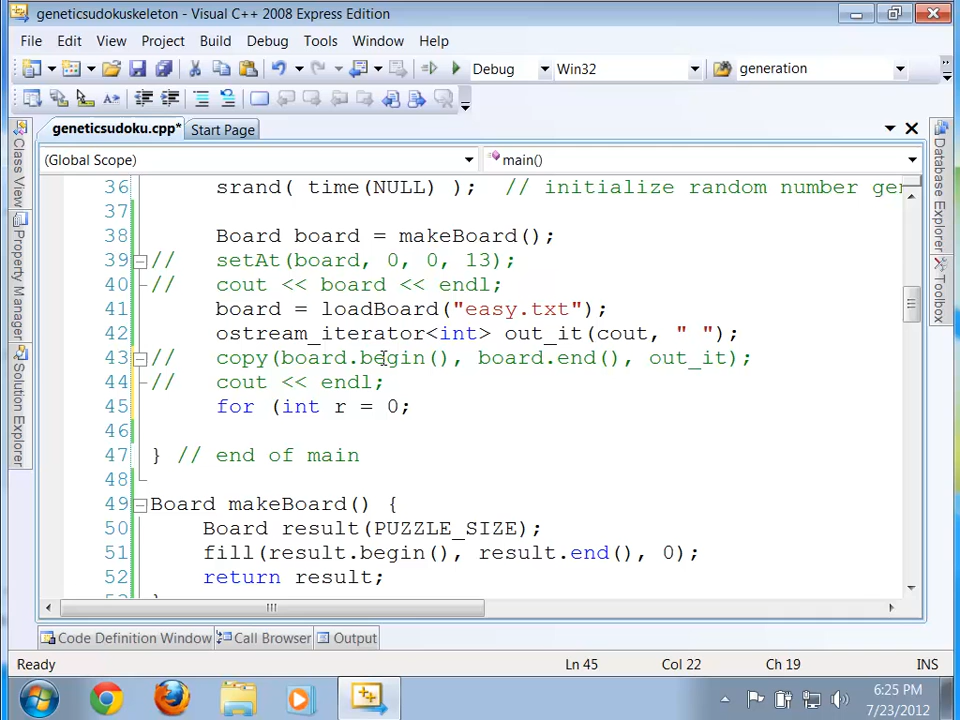 geneticsudokuskeleton - Visual C++ 2008 Express Edition
File Edit View Project Build Debug Tools Window Help
Debug Win32 generation
geneticsudoku.cpp* Start Page
(Global Scope) main()
36 srand( time(NULL) ); // initialize random number gen
37
38 Board board = makeBoard();
39 // setAt(board, 0, 0, 13);
40 // cout << board << endl;
41 board = loadBoard("easy.txt");
42 ostream_iterator<int> out_it(cout, " ");
43 // copy(board.begin(), board.end(), out_it);
44 // cout << endl;
45 for (int r = 0;
46
47 } // end of main
48
49 Board makeBoard() {
50 Board result(PUZZLE_SIZE);
51 fill(result.begin(), result.end(), 0);
52 return result;
Class View
Property Manager
Solution Explorer
Database Explorer
Toolbox
Code Definition Window Call Browser Output
Ready Ln 45 Col 22 Ch 19 INS
6:25 PM
7/23/2012